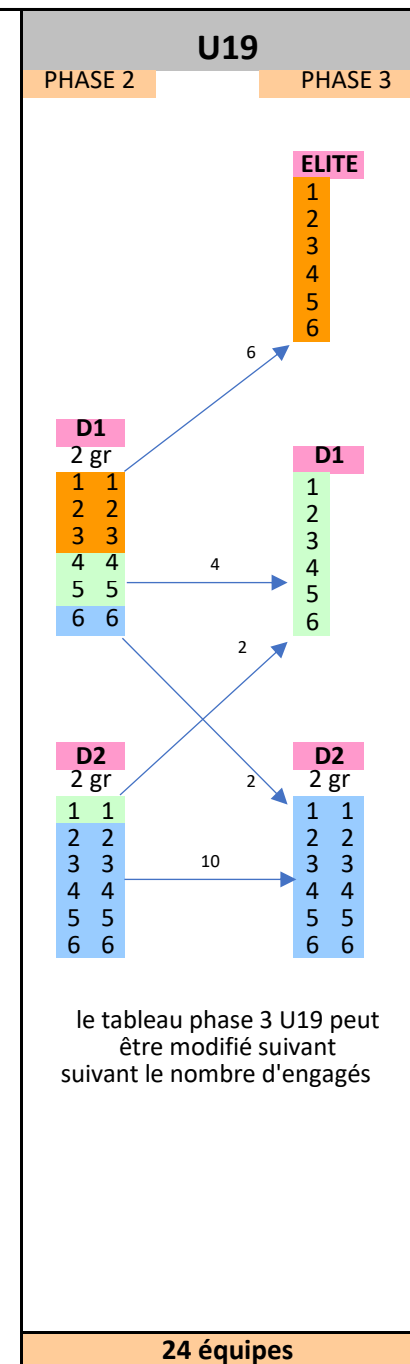 U19
PHASE 2 PHASE 3
ELITE
1
2
3
4
5
6
6
D1
2 gr
1 1
2 2
3 3
4 4
5 5
6 6
4
D1
1
2
3
4
5
6
2
D2
2 gr
1 1
2 2
3 3
4 4
5 5
6 6
2
10
D2
2 gr
1 1
2 2
3 3
4 4
5 5
6 6
le tableau phase 3 U19 peut
être modifié suivant
suivant le nombre d'engagés
24 équipes